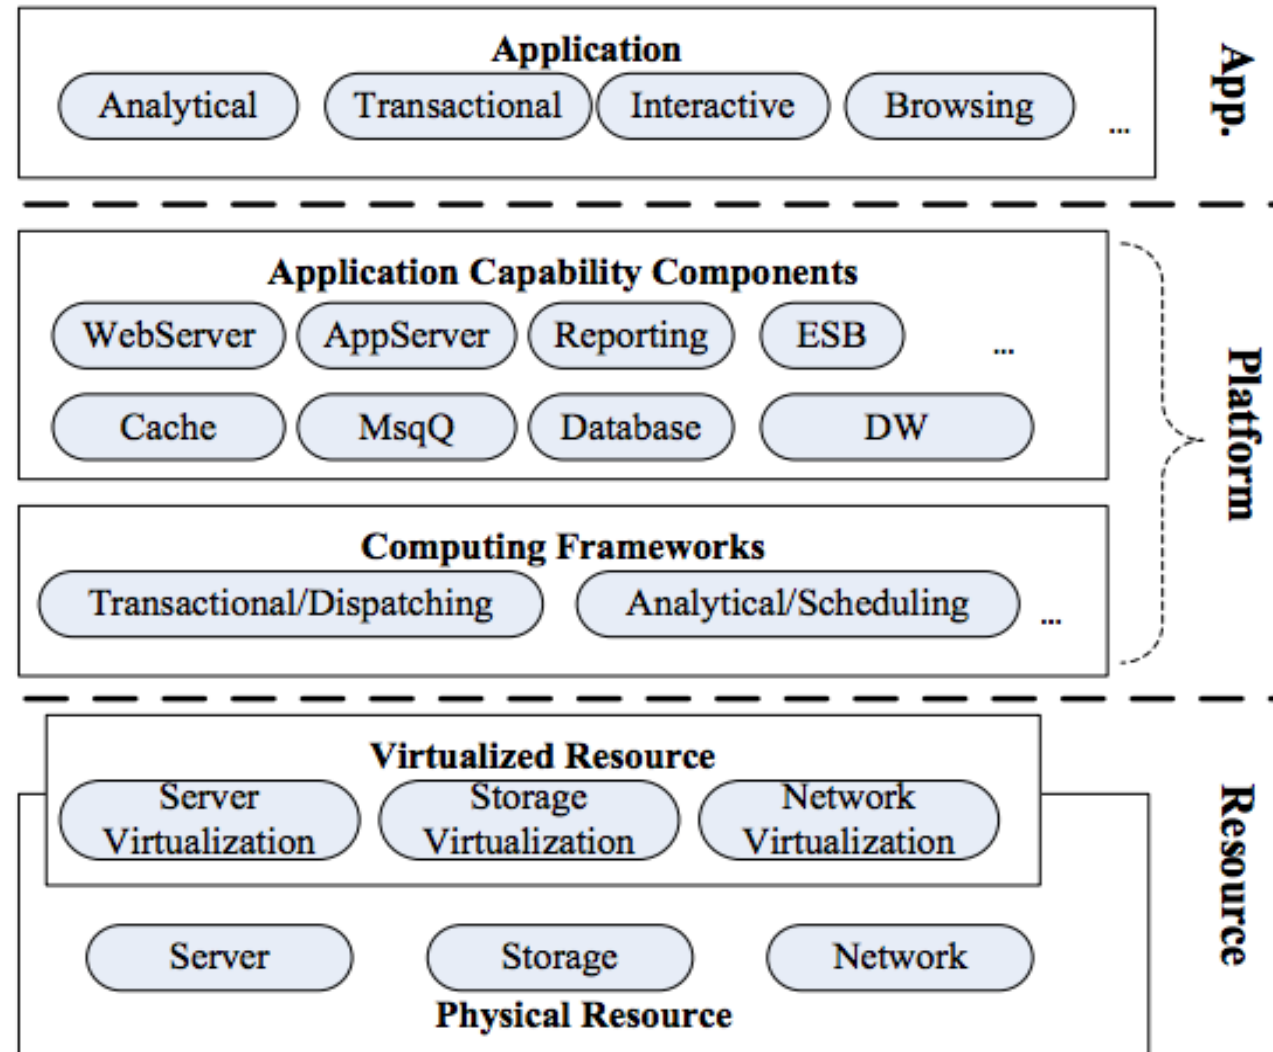 Application
Analytical
Transactional
Interactive
Browsing
...
App.
Application Capability Components
WebServer
AppServer
Reporting
ESB
...
Cache
MsqQ
Database
DW
Platform
Computing Frameworks
Transactional/Dispatching
Analytical/Scheduling
...
Virtualized Resource
Server
Virtualization
Storage
Virtualization
Network
Virtualization
Resource
Server
Storage
Network
Physical Resource